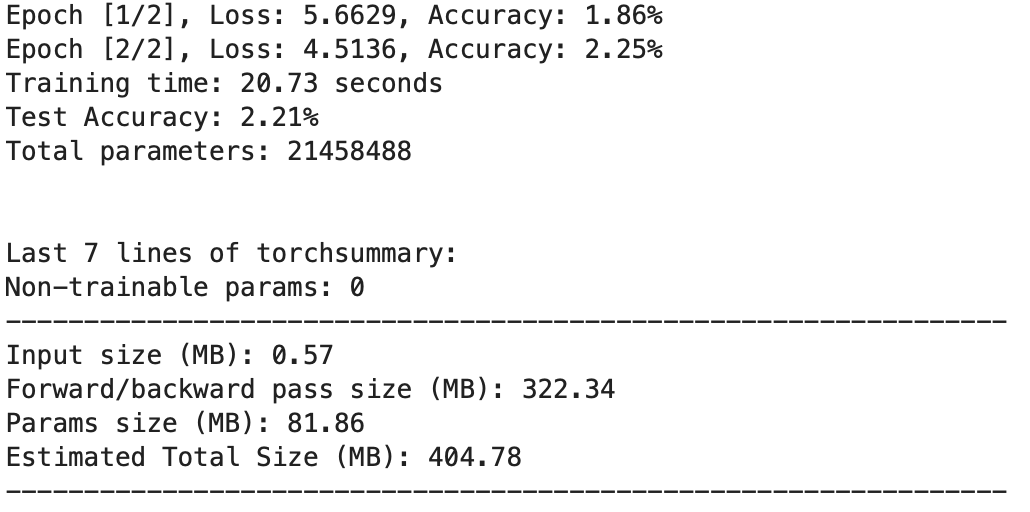 Epoch [1/2], Loss: 5.6629, Accuracy: 1.86%
Epoch [2/2], Loss: 4.5136, Accuracy: 2.25%
Training time: 20.73 seconds
Test Accuracy: 2.21%
Total parameters: 21458488
Last 7 lines of torchsummary:
Non-trainable params: 0
----------------------------------------------------------------
Input size (MB): 0.57
Forward/backward pass size (MB): 322.34
Params size (MB): 81.86
Estimated Total Size (MB): 404.78
----------------------------------------------------------------